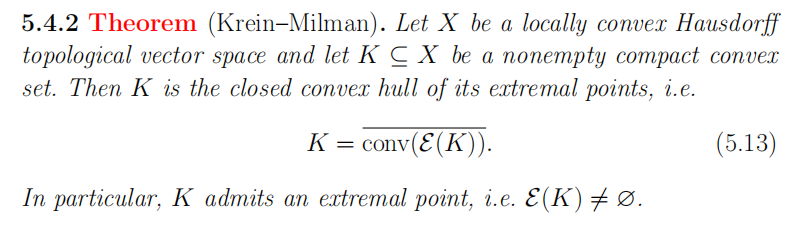 5.4.2 Theorem (Krein–Milman). Let X be a locally convex Hausdorff
topological vector space and let K ⊆ X be a nonempty compact convex
set. Then K is the closed convex hull of its extremal points, i.e.
K = \overline{conv(ℰ(K))}. (5.13)
In particular, K admits an extremal point, i.e. ℰ(K) ≠ ∅.